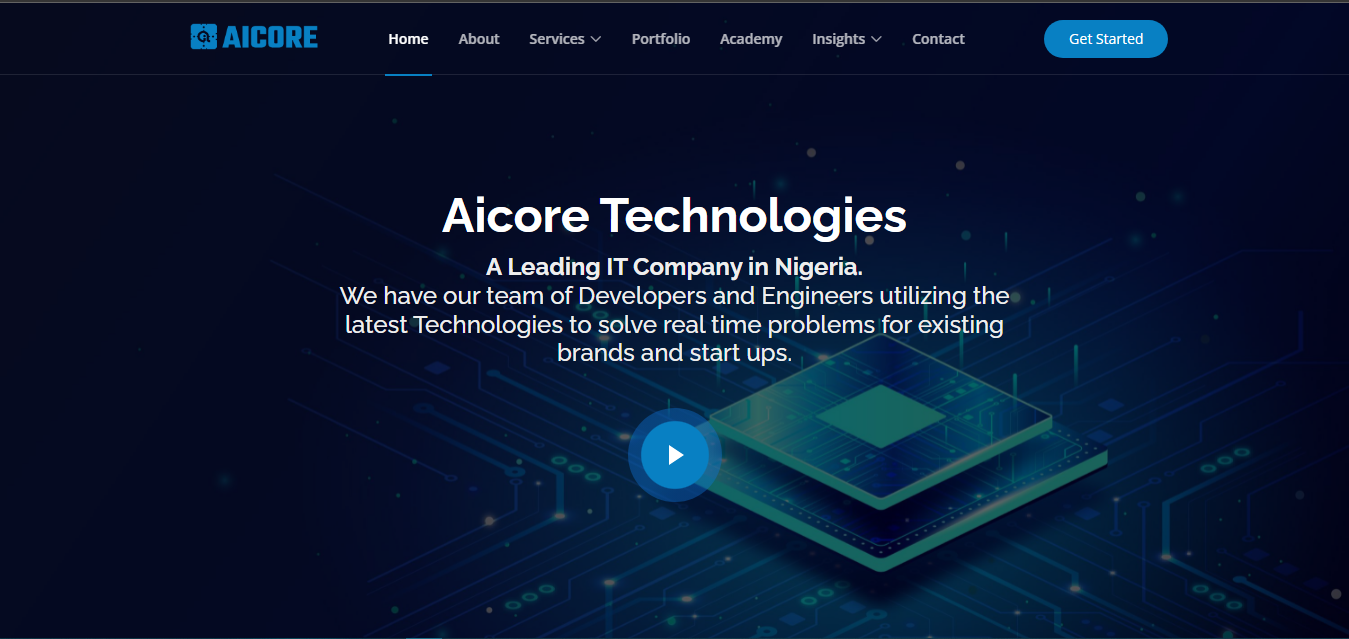 AICORE
Home
About
Services
Portfolio
Academy
Insights
Contact
Get Started
Aicore Technologies
A Leading IT Company in Nigeria.
We have our team of Developers and Engineers utilizing the
latest Technologies to solve real time problems for existing
brands and start ups.